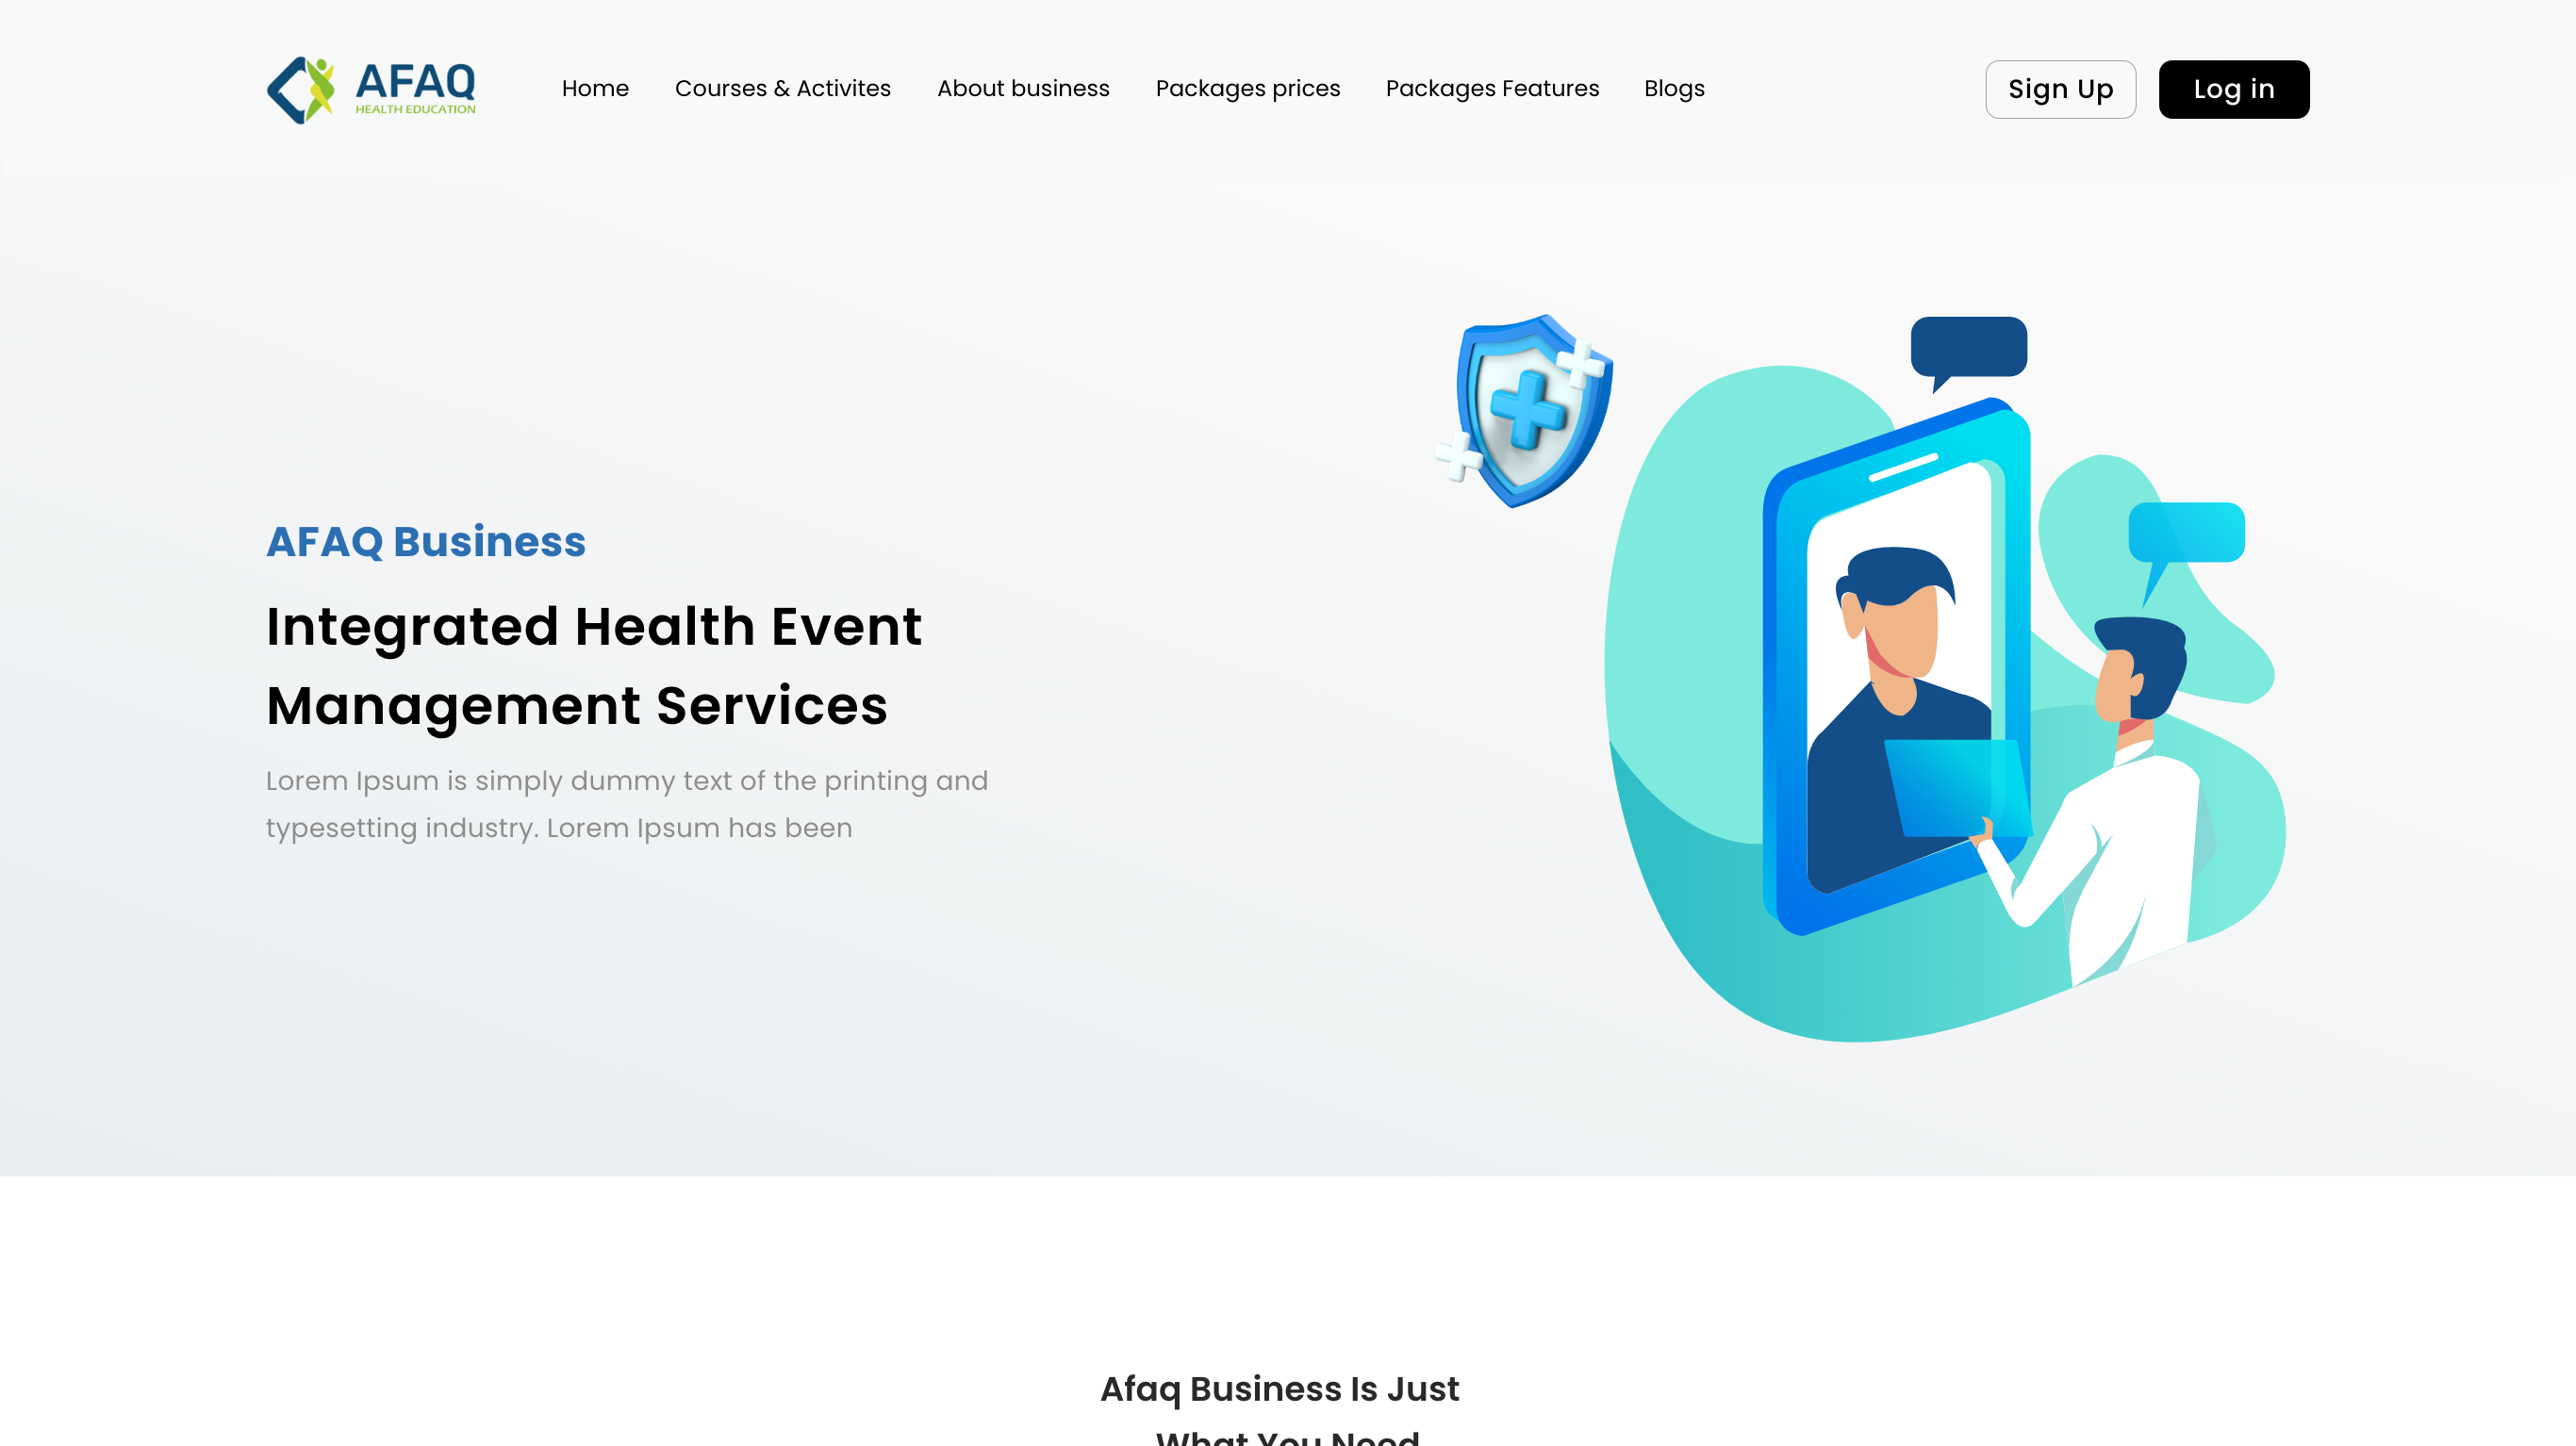 AFAQ
HEALTH EDUCATION
Home
Courses & Activites
About business
Packages prices
Packages Features
Blogs
Sign Up
Log in
AFAQ Business
Integrated Health Event
Management Services
Lorem Ipsum is simply dummy text of the printing and
typesetting industry. Lorem Ipsum has been
Afaq Business Is Just
What You Need